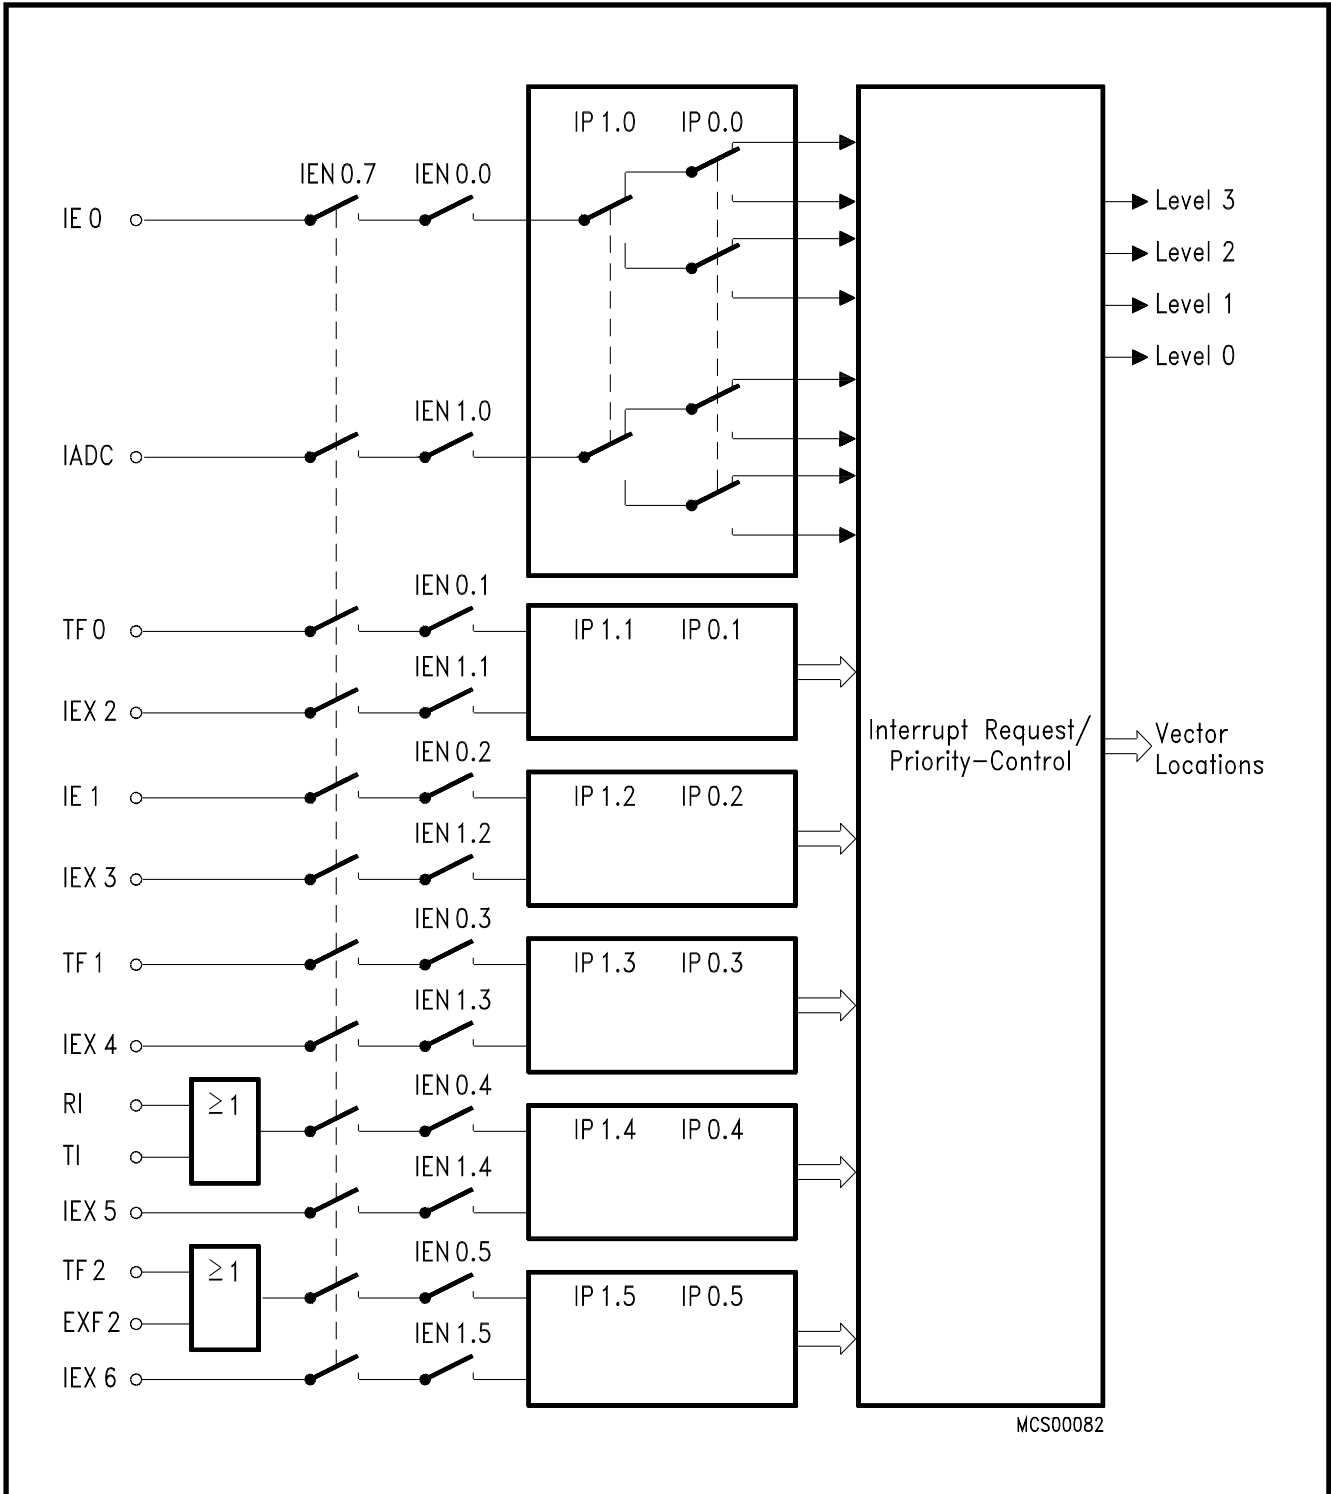 IP 1.0 IP 0.0
IEN 0.7 IEN 0.0
IE 0
Level 3
Level 2
Level 1
Level 0
IEN 1.0
IADC
IEN 0.1
TF 0
IP 1.1 IP 0.1
IEN 1.1
IEX 2
Interrupt Request/
Priority-Control
Vector
Locations
IEN 0.2
IE 1
IP 1.2 IP 0.2
IEN 1.2
IEX 3
IEN 0.3
TF 1
IP 1.3 IP 0.3
IEN 1.3
IEX 4
IEN 0.4
RI
≥1
TI
IP 1.4 IP 0.4
IEN 1.4
IEX 5
IEN 0.5
TF 2
≥1
EXF 2
IP 1.5 IP 0.5
IEN 1.5
IEX 6
MCS00082